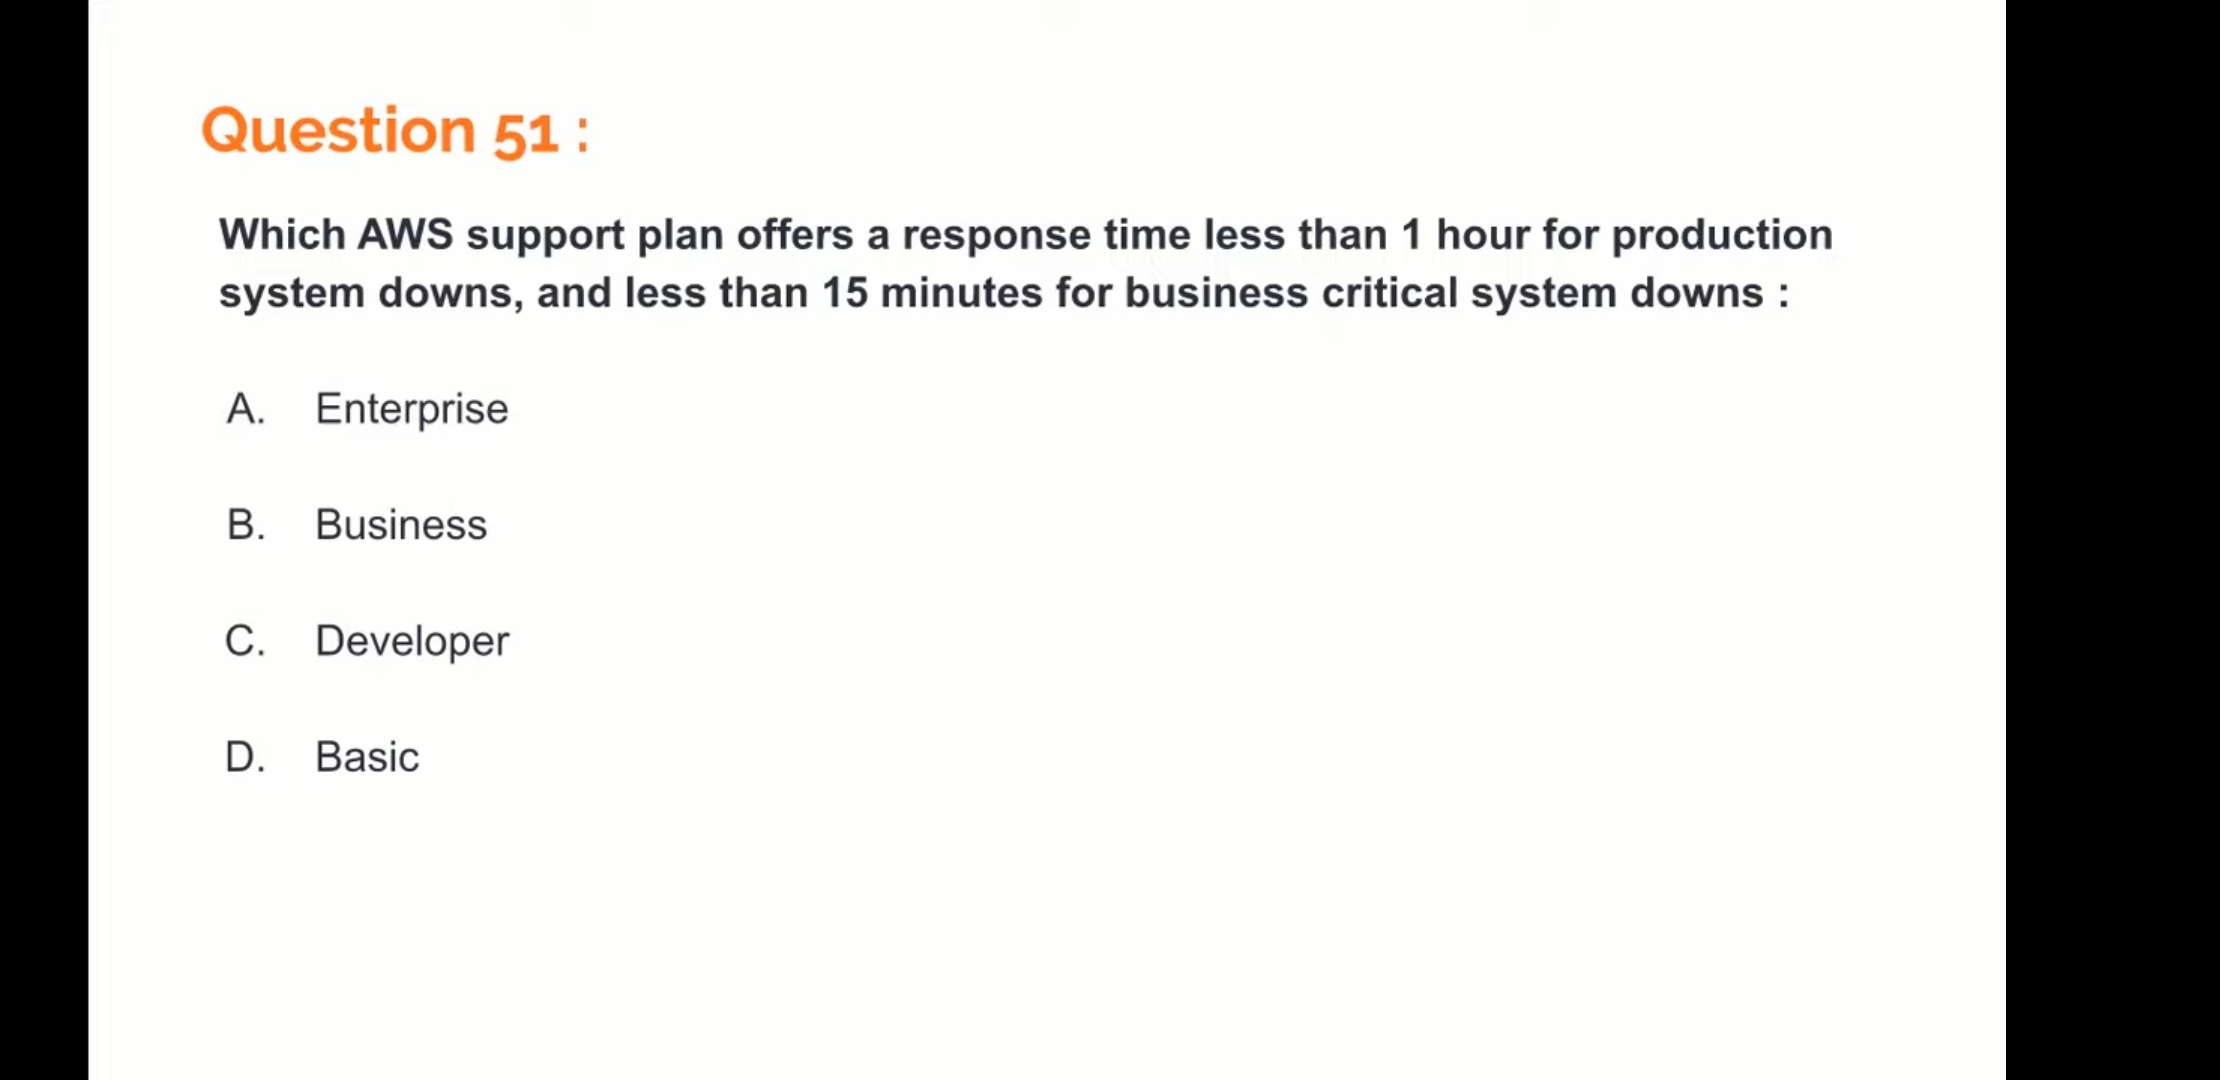 Question 51 :
Which AWS support plan offers a response time less than 1 hour for production
system downs, and less than 15 minutes for business critical system downs :
A. Enterprise
B. Business
C. Developer
D. Basic